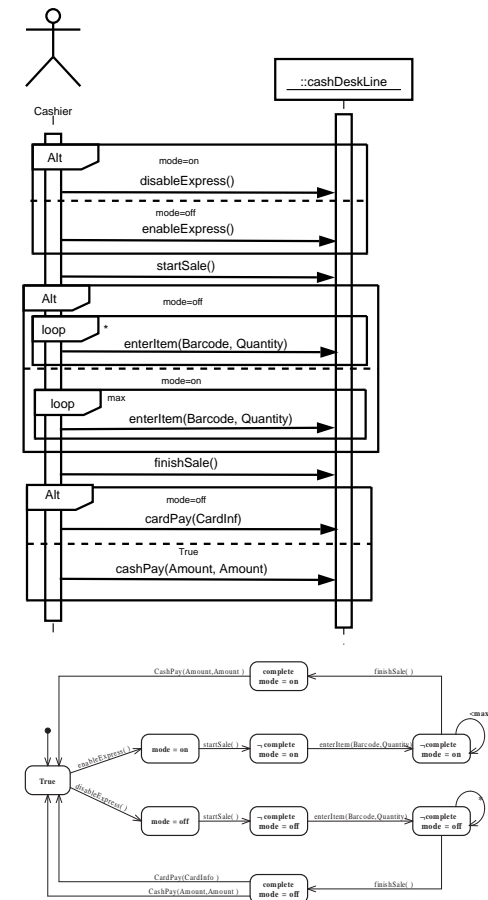 Cashier
::cashDeskLine
Alt
mode=on
disableExpress()
mode=off
enableExpress()
startSale()
Alt
mode=off
loop
*
enterItem(Barcode, Quantity)
mode=on
loop
max
enterItem(Barcode, Quantity)
finishSale()
Alt
mode=off
cardPay(CardInf)
True
cashPay(Amount, Amount)
CashPay(Amount,Amount )
complete
mode = on
finishSale( )
<max
enableExpress( )
mode = on
startSale( )
¬ complete
mode = on
enterItem(Barcode,Quantity)
¬complete
mode = on
True
disableExpress( )
mode = off
startSale( )
¬ complete
mode = off
enterItem(Barcode,Quantity)
¬ complete
mode = off
*
CardPay(CardInfo )
CashPay(Amount,Amount )
complete
mode = off
finishSale( )